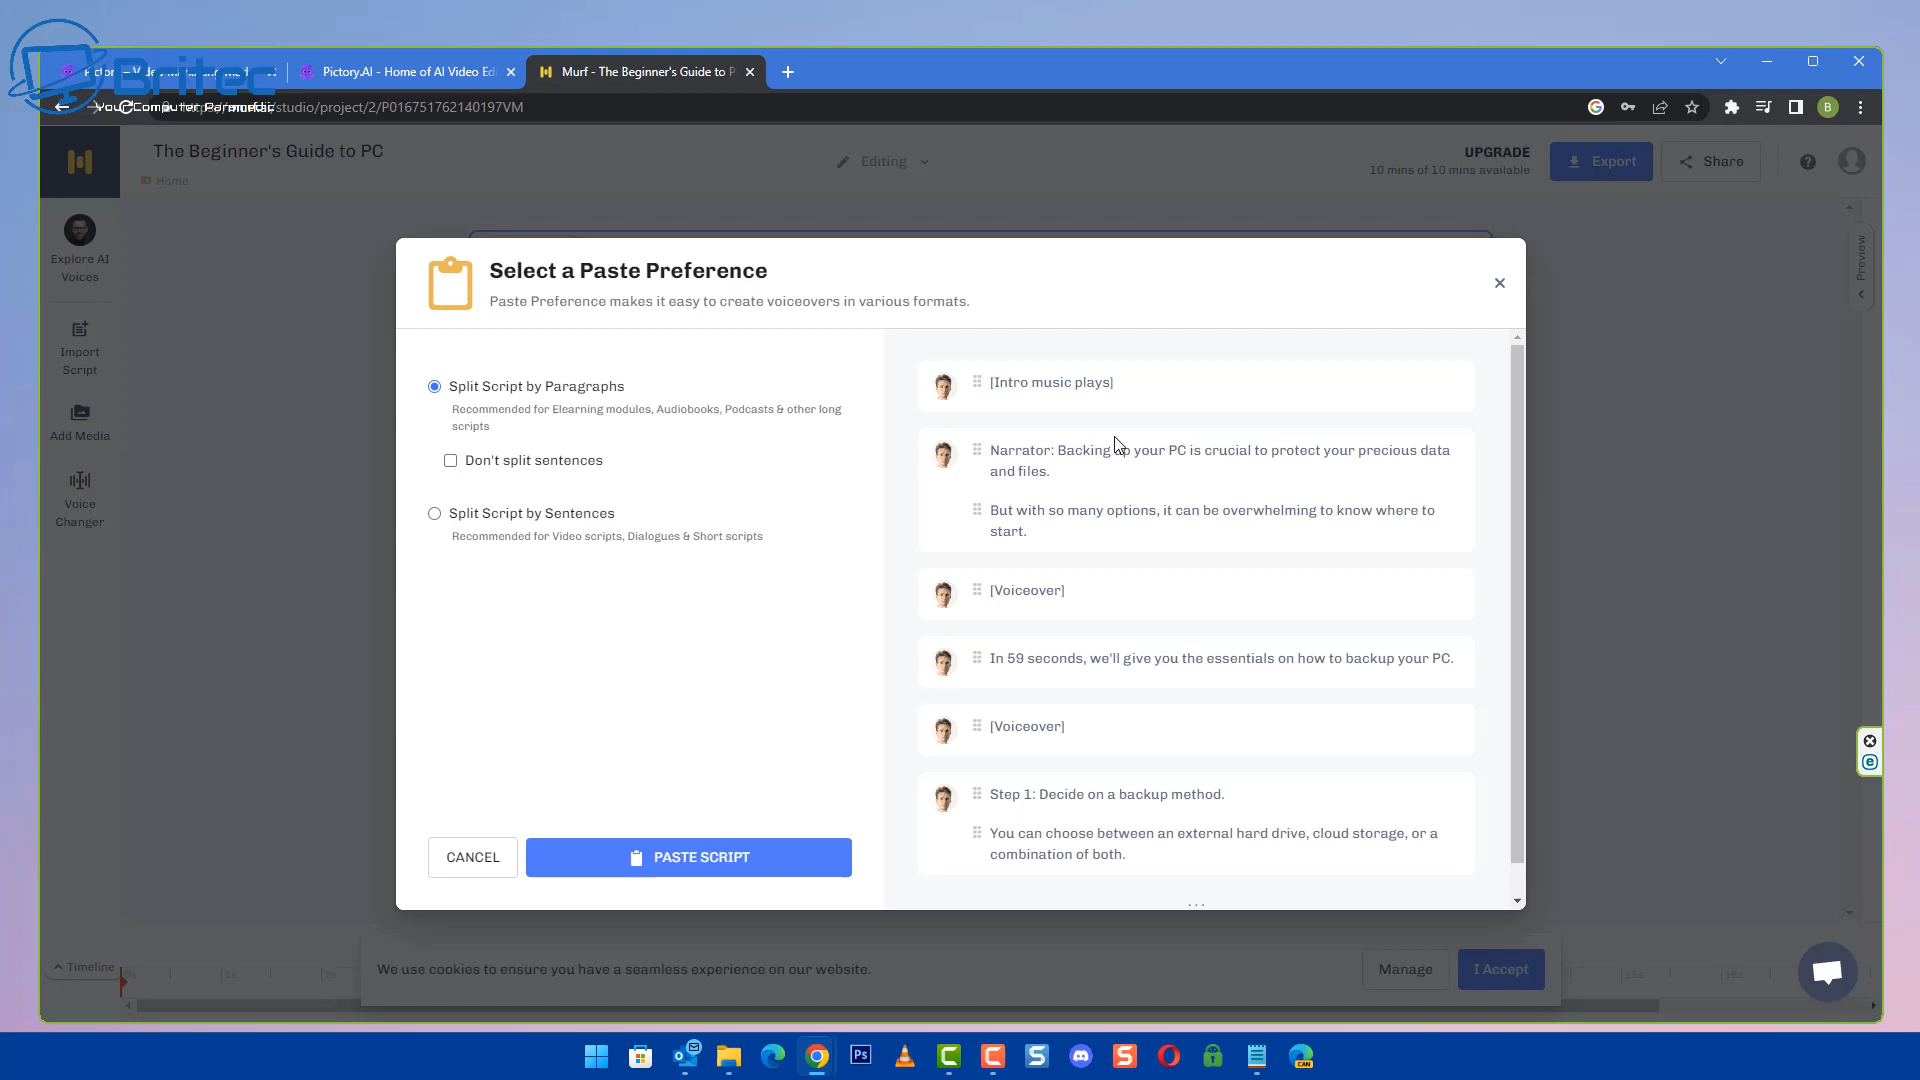 Britec
Pictory.AI - Home of AI Video Edi
Murf - The Beginner's Guide to P
/studio/project/2/P016751762140197VM
B
The Beginner's Guide to PC
Home
Editing
UPGRADE
10 mins of 10 mins available
Export
Share
Explore AI
Voices
Import
Script
Add Media
Voice
Changer
Preview
Select a Paste Preference
Paste Preference makes it easy to create voiceovers in various formats.
Split Script by Paragraphs
Recommended for Elearning modules, Audiobooks, Podcasts & other long
scripts
Don't split sentences
Split Script by Sentences
Recommended for Video scripts, Dialogues & Short scripts
CANCEL
PASTE SCRIPT
[Intro music plays]
Narrator: Backing up your PC is crucial to protect your precious data
and files.
But with so many options, it can be overwhelming to know where to
start.
[Voiceover]
In 59 seconds, we'll give you the essentials on how to backup your PC.
[Voiceover]
Step 1: Decide on a backup method.
You can choose between an external hard drive, cloud storage, or a
combination of both.
...
We use cookies to ensure you have a seamless experience on our website.
Manage
I Accept
Timeline
Ps
CAN